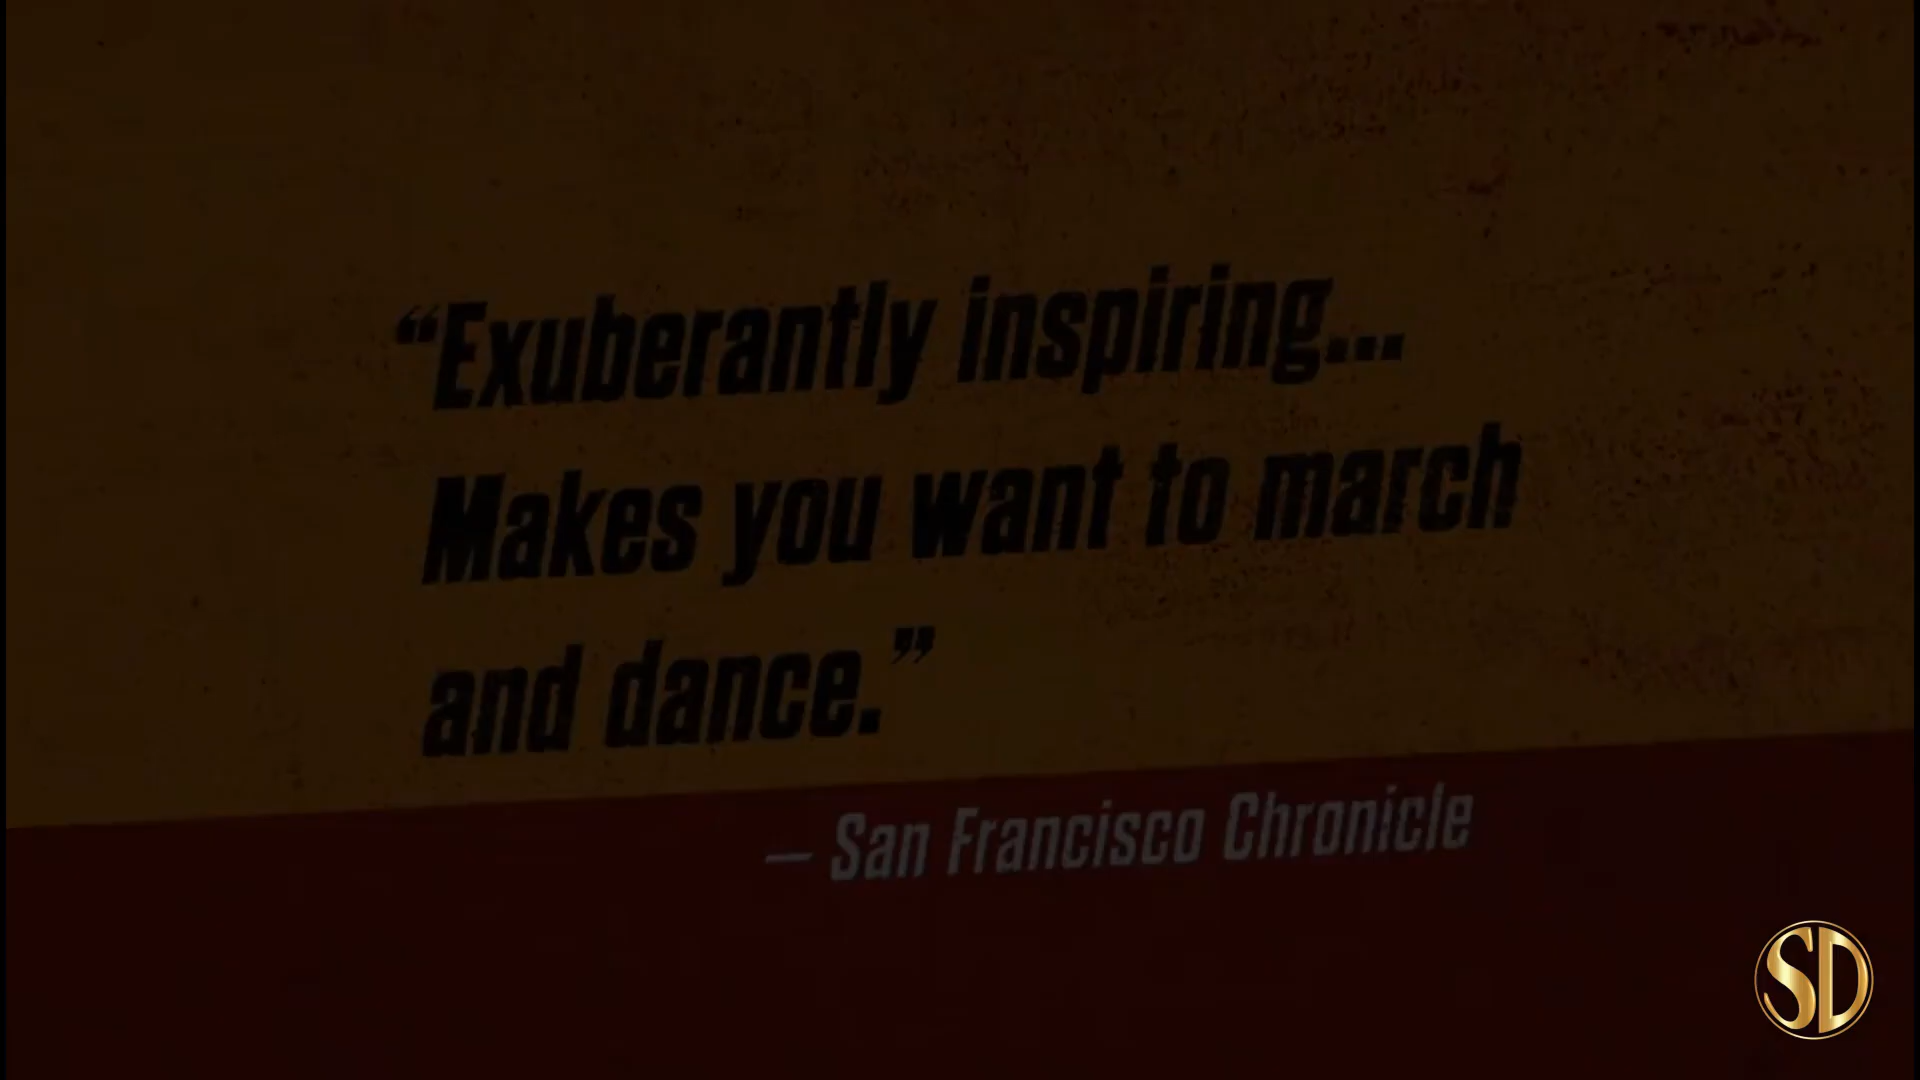 “Exuberantly inspiring...
Makes you want to march
and dance.”
– San Francisco Chronicle
SD